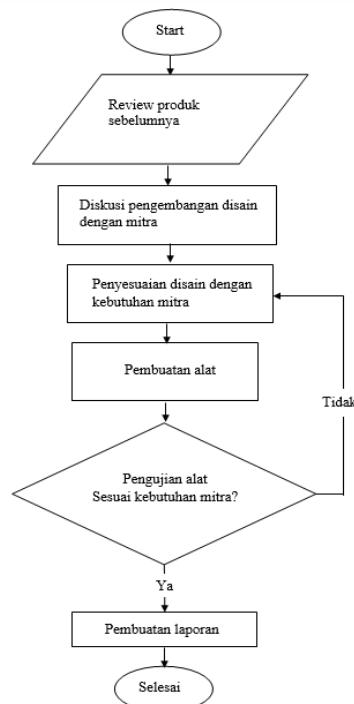 Start
Review produk
sebelumnya
Diskusi pengembangan disain
dengan mitra
Penyesuaian disain dengan
kebutuhan mitra
Pembuatan alat
Tidak
Pengujian alat
Sesuai kebutuhan mitra?
Ya
Pembuatan laporan
Selesai